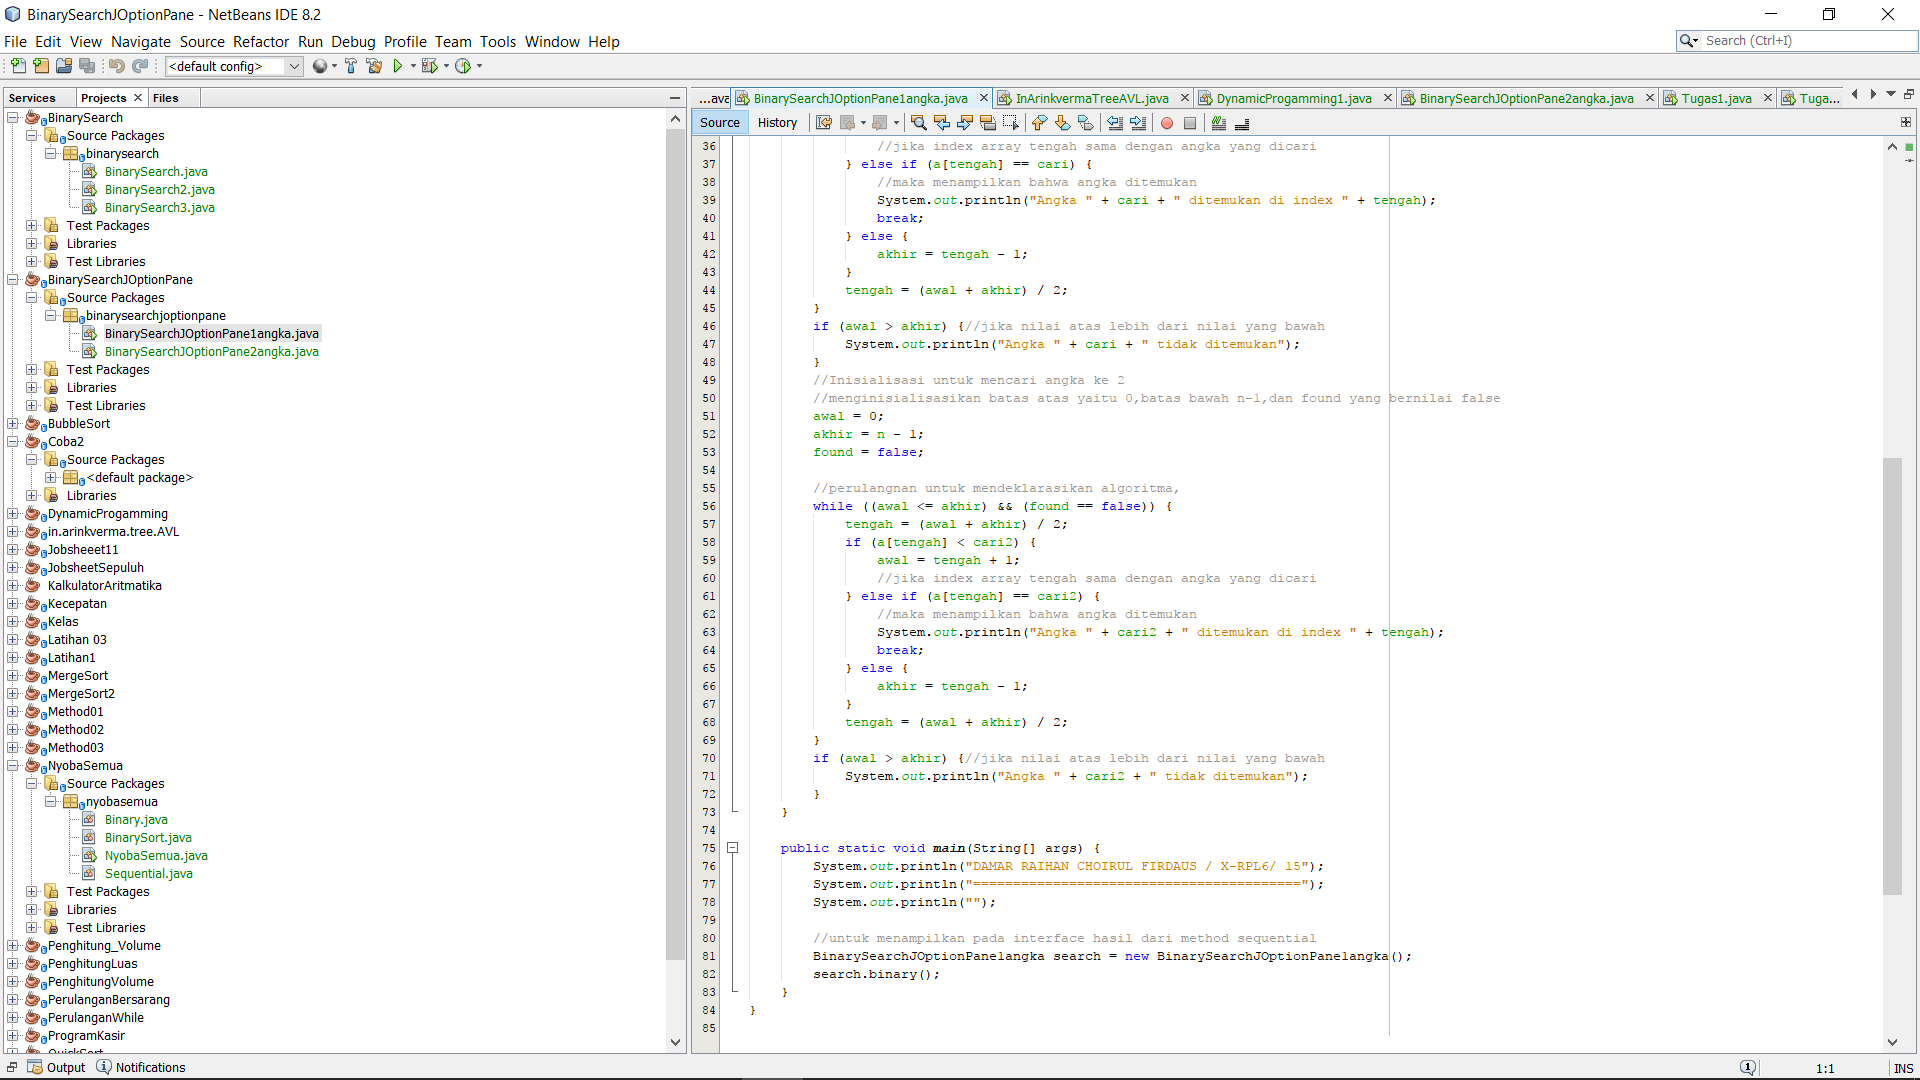 BinarySearchJOptionPane - NetBeans IDE 8.2
File Edit View Navigate Source Refactor Run Debug Profile Team Tools Window Help
Search (Ctrl+I)
<default config>
Services Projects Files
BinarySearch
Source Packages
binarysearch
BinarySearch.java
BinarySearch2.java
BinarySearch3.java
Test Packages
Libraries
Test Libraries
BinarySearchJOptionPane
Source Packages
binarysearchjoptionpane
BinarySearchJOptionPane1angka.java
BinarySearchJOptionPane2angka.java
Test Packages
Libraries
Test Libraries
BubbleSort
Coba2
Source Packages
<default package>
Libraries
DynamicProgamming
in.arinkverma.tree.AVL
Jobsheeet11
JobsheetSepuluh
KalkulatorAritmatika
Kecepatan
Kelas
Latihan 03
Latihan1
MergeSort
MergeSort2
Method01
Method02
Method03
NyobaSemua
Source Packages
nyobasemua
Binary.java
BinarySort.java
NyobaSemua.java
Sequential.java
Test Packages
Libraries
Test Libraries
Penghitung_Volume
PenghitungLuas
PenghitungVolume
PerulanganBersarang
PerulanganWhile
ProgramKasir
QuickSort
...ava BinarySearchJOptionPane1angka.java InArinkvermaTreeAVL.java DynamicProgamming1.java BinarySearchJOptionPane2angka.java Tugas1.java Tuga...
Source History
36 //jika index array tengah sama dengan angka yang dicari
37 } else if (a[tengah] == cari) {
38 //maka menampilkan bahwa angka ditemukan
39 System.out.println("Angka " + cari + " ditemukan di index " + tengah);
40 break;
41 } else {
42 akhir = tengah - 1;
43 }
44 tengah = (awal + akhir) / 2;
45 }
46 if (awal > akhir) {//jika nilai atas lebih dari nilai yang bawah
47 System.out.println("Angka " + cari + " tidak ditemukan");
48 }
49 //Inisialisasi untuk mencari angka ke 2
50 //menginisialisasikan batas atas yaitu 0,batas bawah n-1,dan found yang bernilai false
51 awal = 0;
52 akhir = n - 1;
53 found = false;
54
55 //perulangnan untuk mendeklarasikan algoritma,
56 while ((awal <= akhir) && (found == false)) {
57 tengah = (awal + akhir) / 2;
58 if (a[tengah] < cari2) {
59 awal = tengah + 1;
60 //jika index array tengah sama dengan angka yang dicari
61 } else if (a[tengah] == cari2) {
62 //maka menampilkan bahwa angka ditemukan
63 System.out.println("Angka " + cari2 + " ditemukan di index " + tengah);
64 break;
65 } else {
66 akhir = tengah - 1;
67 }
68 tengah = (awal + akhir) / 2;
69 }
70 if (awal > akhir) {//jika nilai atas lebih dari nilai yang bawah
71 System.out.println("Angka " + cari2 + " tidak ditemukan");
72 }
73 }
74
75 public static void main(String[] args) {
76 System.out.println("DAMAR RAIHAN CHOIRUL FIRDAUS / X-RPL6/ 15");
77 System.out.println("=========================================");
78 System.out.println("");
79
80 //untuk menampilkan pada interface hasil dari method sequential
81 BinarySearchJOptionPane1angka search = new BinarySearchJOptionPane1angka();
82 search.binary();
83 }
84 }
85
Output Notifications
1:1 INS